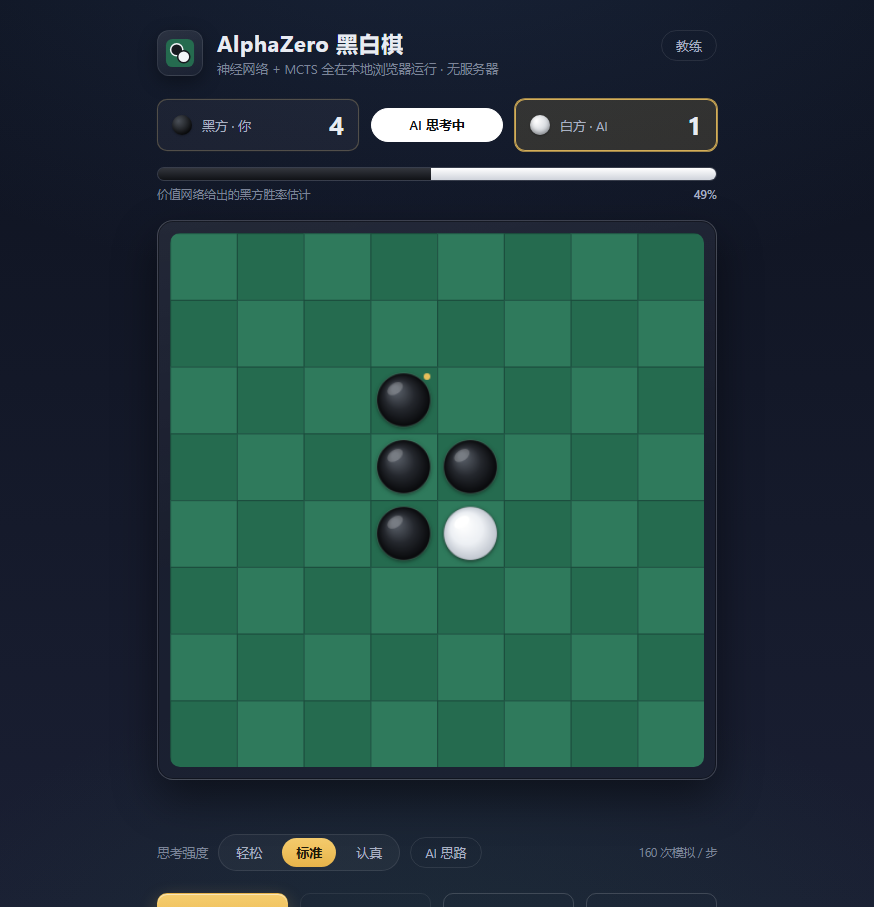 AlphaZero 黑白棋
神经网络 + MCTS 全在本地浏览器运行 · 无服务器
教练
黑方 · 你
4
AI 思考中
白方 · AI
1
价值网络给出的黑方胜率估计
49%
思考强度
轻松
标准
认真
AI 思路
160 次模拟 / 步